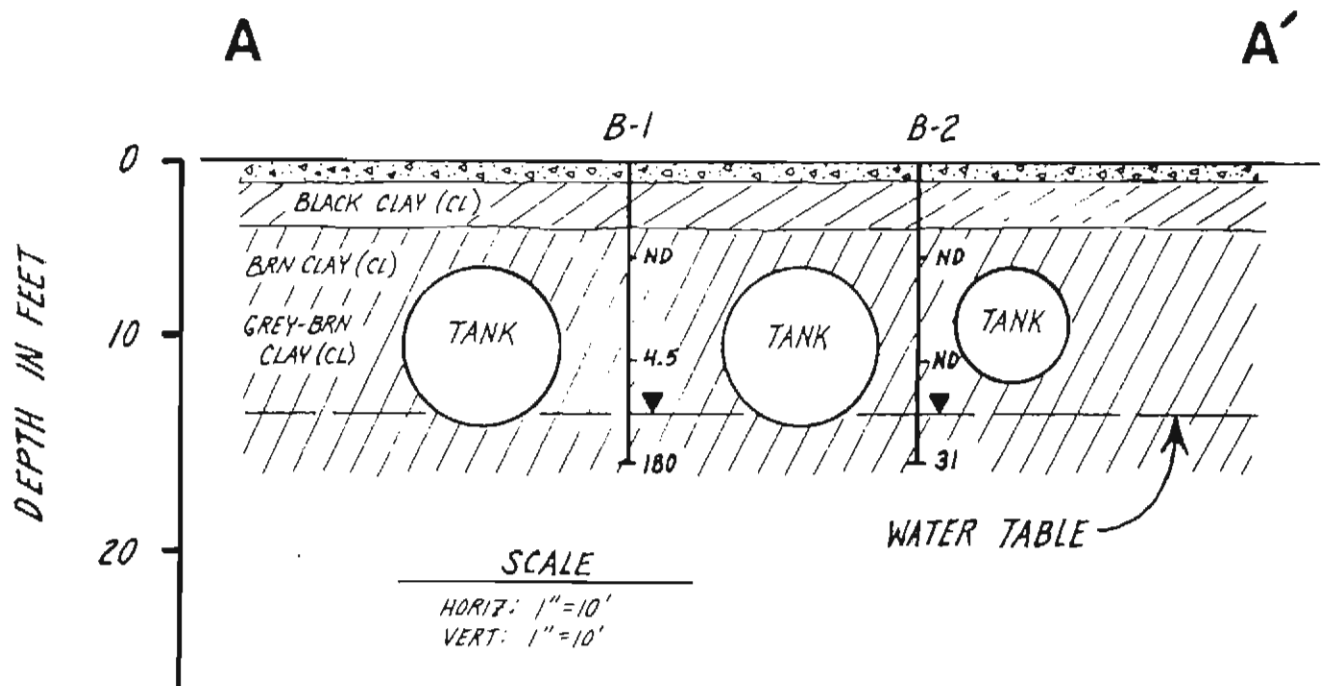 A A′
B-1 B-2
0
BLACK CLAY (CL)
BRN CLAY (CL) ND ND
GREY-BRN
CLAY (CL)
TANK TANK TANK
10
4.5 ND
180 31
WATER TABLE
20
DEPTH IN FEET
SCALE
HORIZ: 1"=10'
VERT: 1"=10'